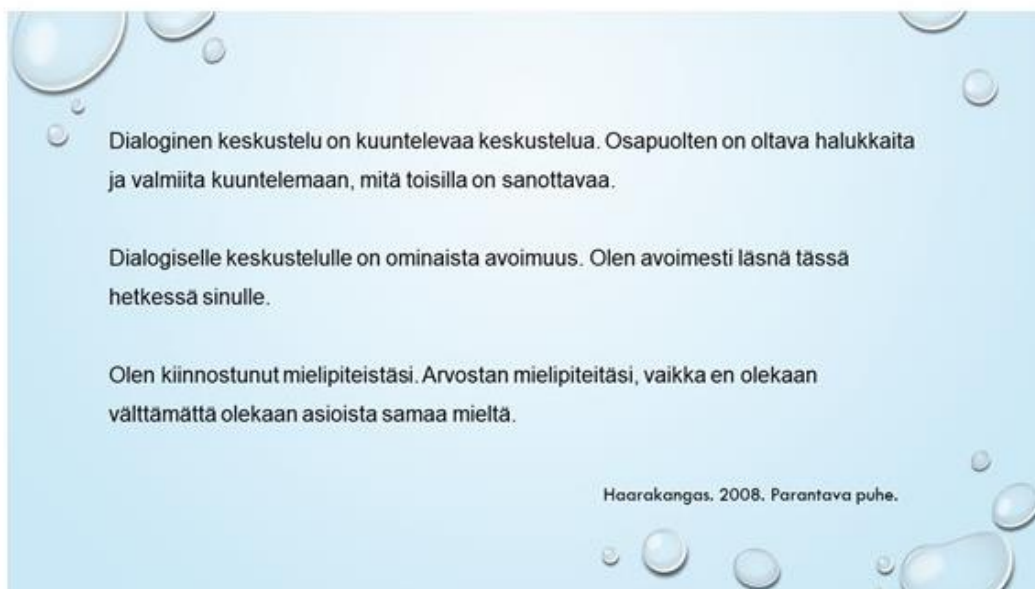 Dialoginen keskustelu on kuuntelevaa keskustelua. Osapuolten on oltava halukkaita
ja valmiita kuuntelemaan, mitä toisilla on sanottavaa.
Dialogiselle keskustelulle on ominaista avoimuus. Olen avoimesti läsnä tässä
hetkessä sinulle.
Olen kiinnostunut mielipiteistäsi. Arvostan mielipiteitäsi, vaikka en olekaan
välttämättä olekaan asioista samaa mieltä.
Haarakangas. 2008. Parantava puhe.